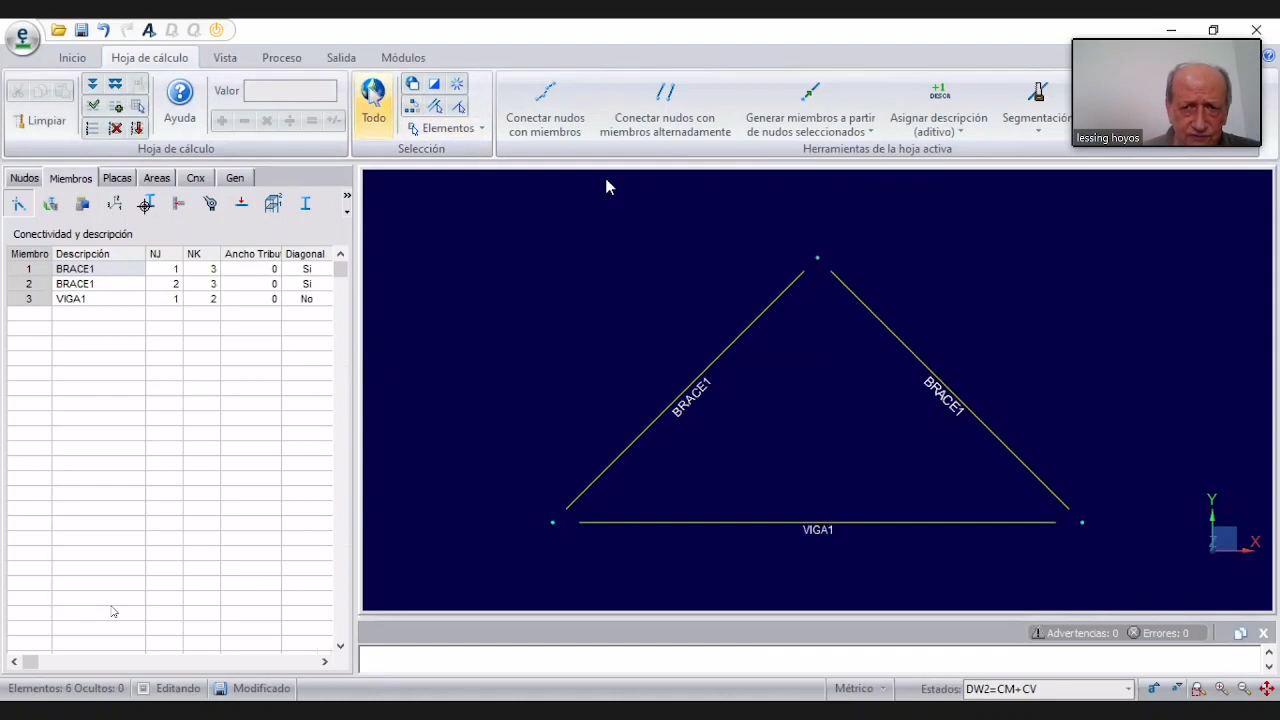 Inicio Hoja de cálculo Vista Proceso Salida Módulos
Limpiar
Ayuda
Valor
Hoja de cálculo
Todo
Elementos
Selección
Conectar nudos
con miembros
Conectar nudos con
miembros alternadamente
Generar miembros a partir
de nudos seleccionados
+1
DESCR
Asignar descripción
(aditivo)
Segmentación
Herramientas de la hoja activa
lessing hoyos
Nudos Miembros Placas Areas Cnx Gen
Conectividad y descripción
Miembro Descripción NJ NK Ancho Tribu Diagonal
1 BRACE1 1 3 0 Si
2 BRACE1 2 3 0 Si
3 VIGA1 1 2 0 No
BRACE1
BRACE1
VIGA1
Y
Z
X
Advertencias: 0 Errores: 0
Elementos: 6 Ocultos: 0 Editando Modificado Métrico Estados: DW2=CM+CV